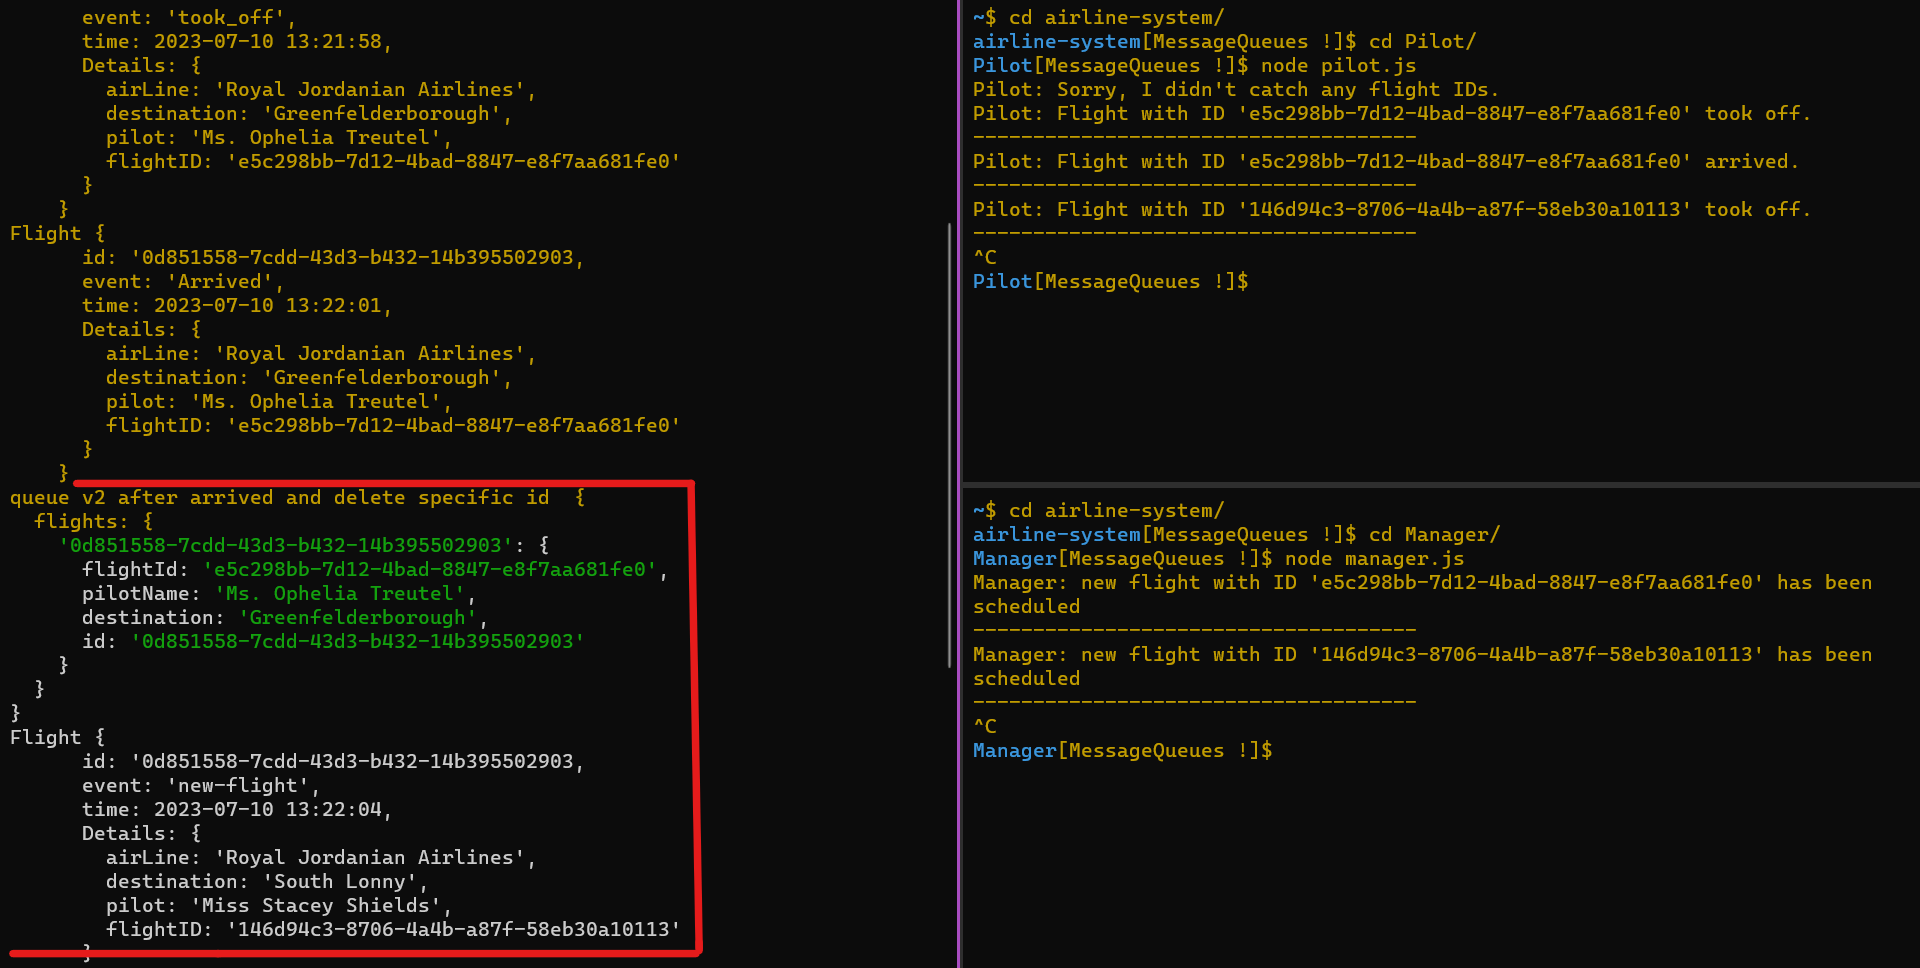 event: 'took_off',
      time: 2023-07-10 13:21:58,
      Details: {
        airLine: 'Royal Jordanian Airlines',
        destination: 'Greenfelderborough',
        pilot: 'Ms. Ophelia Treutel',
        flightID: 'e5c298bb-7d12-4bad-8847-e8f7aa681fe0'
      }
    }
Flight {
      id: '0d851558-7cdd-43d3-b432-14b395502903,
      event: 'Arrived',
      time: 2023-07-10 13:22:01,
      Details: {
        airLine: 'Royal Jordanian Airlines',
        destination: 'Greenfelderborough',
        pilot: 'Ms. Ophelia Treutel',
        flightID: 'e5c298bb-7d12-4bad-8847-e8f7aa681fe0'
      }
    }
queue v2 after arrived and delete specific id  {
  flights: {
    '0d851558-7cdd-43d3-b432-14b395502903': {
      flightId: 'e5c298bb-7d12-4bad-8847-e8f7aa681fe0',
      pilotName: 'Ms. Ophelia Treutel',
      destination: 'Greenfelderborough',
      id: '0d851558-7cdd-43d3-b432-14b395502903'
    }
  }
}
Flight {
      id: '0d851558-7cdd-43d3-b432-14b395502903,
      event: 'new-flight',
      time: 2023-07-10 13:22:04,
      Details: {
        airLine: 'Royal Jordanian Airlines',
        destination: 'South Lonny',
        pilot: 'Miss Stacey Shields',
        flightID: '146d94c3-8706-4a4b-a87f-58eb30a10113'
      }
~$ cd airline-system/
airline-system[MessageQueues !]$ cd Pilot/
Pilot[MessageQueues !]$ node pilot.js
Pilot: Sorry, I didn't catch any flight IDs.
Pilot: Flight with ID 'e5c298bb-7d12-4bad-8847-e8f7aa681fe0' took off.
-------------------------------------
Pilot: Flight with ID 'e5c298bb-7d12-4bad-8847-e8f7aa681fe0' arrived.
-------------------------------------
Pilot: Flight with ID '146d94c3-8706-4a4b-a87f-58eb30a10113' took off.
-------------------------------------
^C
Pilot[MessageQueues !]$
~$ cd airline-system/
airline-system[MessageQueues !]$ cd Manager/
Manager[MessageQueues !]$ node manager.js
Manager: new flight with ID 'e5c298bb-7d12-4bad-8847-e8f7aa681fe0' has been
scheduled
-------------------------------------
Manager: new flight with ID '146d94c3-8706-4a4b-a87f-58eb30a10113' has been
scheduled
-------------------------------------
^C
Manager[MessageQueues !]$